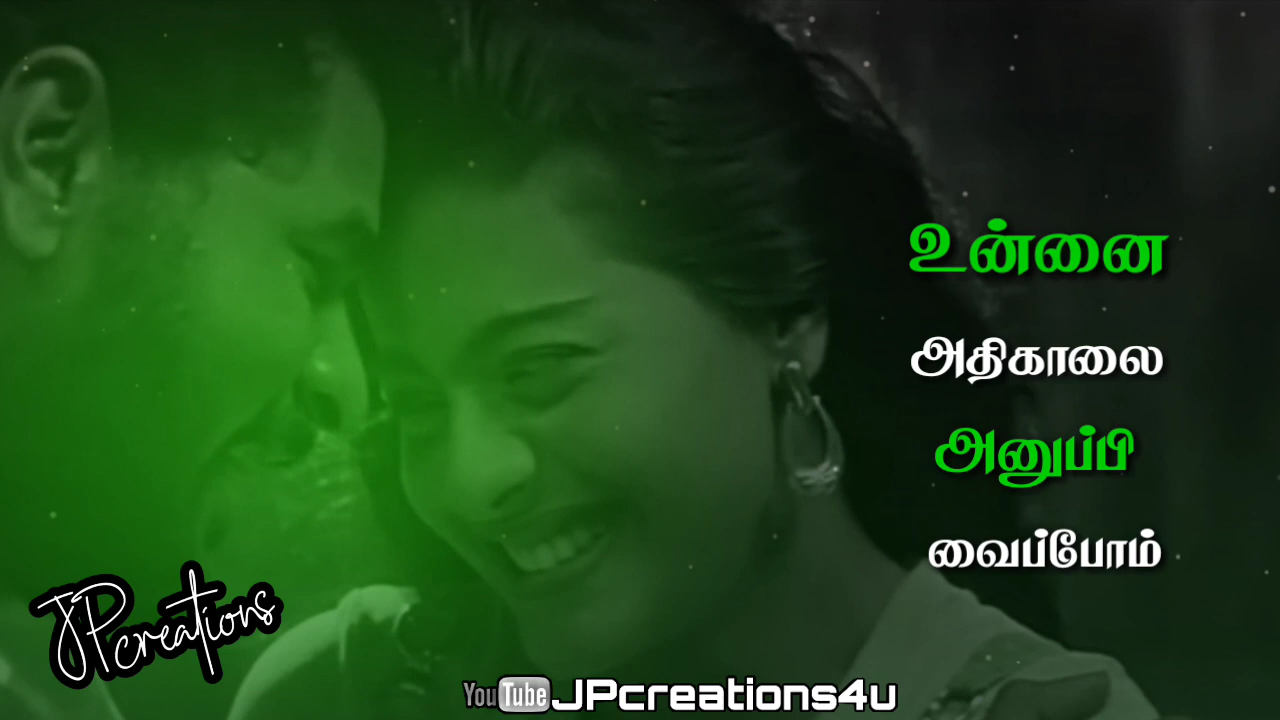 உன்னை
அதிகாலை
அனுப்பி
வைப்போம்
JPcreations
YouTube JPcreations4u